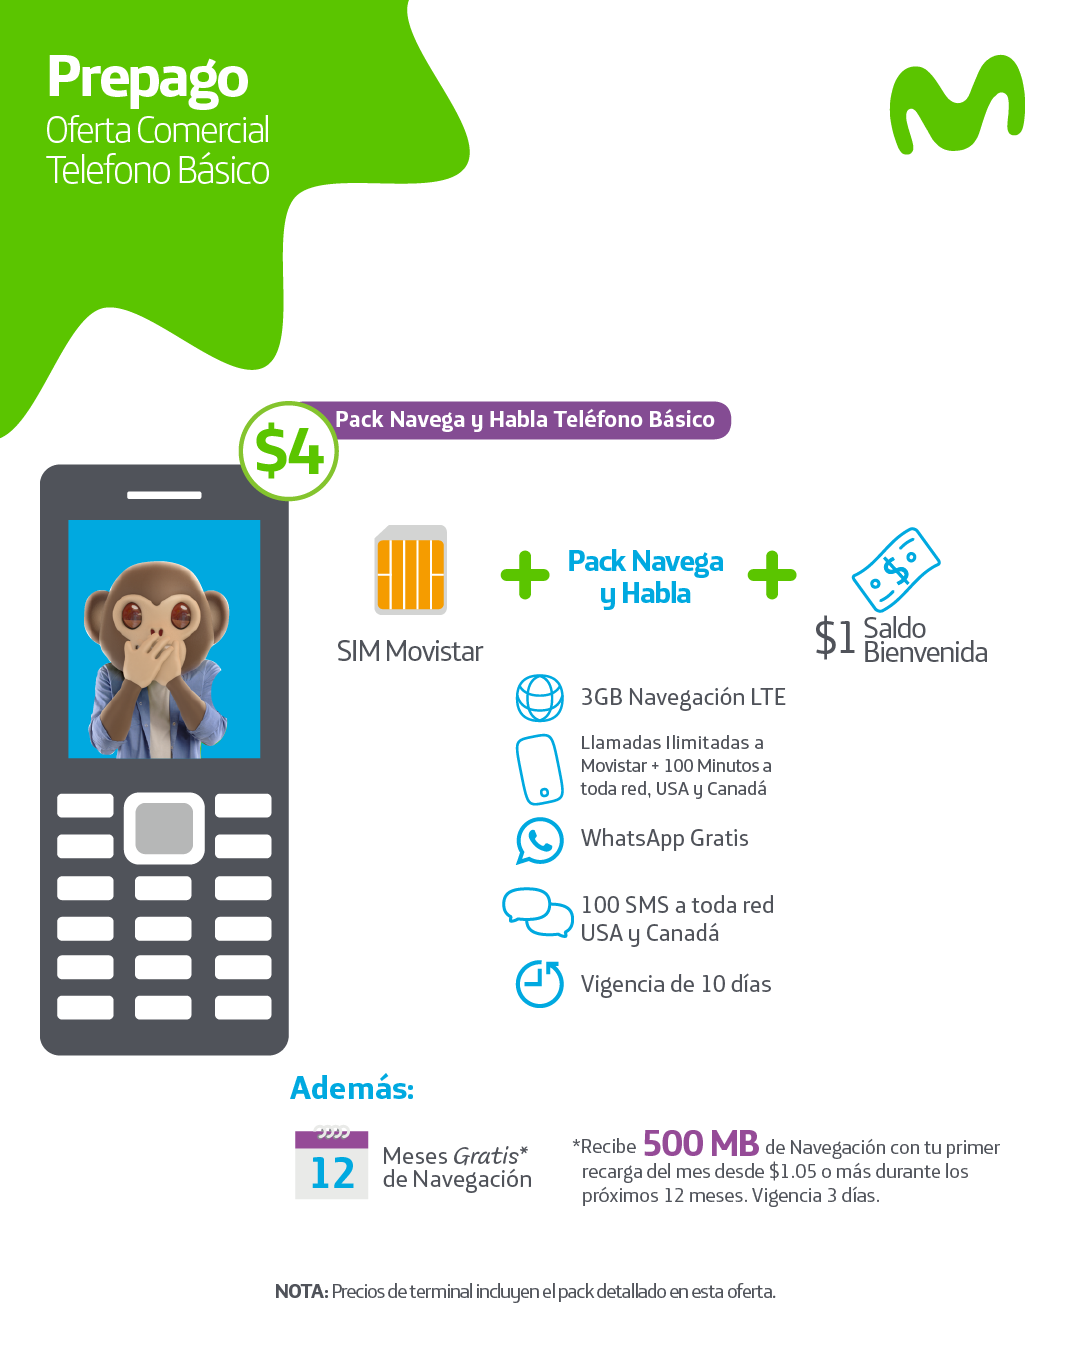 Prepago
Oferta Comercial
Telefono Básico
$4
Pack Navega y Habla Teléfono Básico
SIM Movistar
Pack Navega
y Habla
$1 Saldo
Bienvenida
3GB Navegación LTE
Llamadas Ilimitadas a
Movistar + 100 Minutos a
toda red, USA y Canadá
WhatsApp Gratis
100 SMS a toda red
USA y Canadá
Vigencia de 10 días
Además:
12
Meses Gratis*
de Navegación
*Recibe 500 MB de Navegación con tu primer
recarga del mes desde $1.05 o más durante los
próximos 12 meses. Vigencia 3 días.
NOTA: Precios de terminal incluyen el pack detallado en esta oferta.